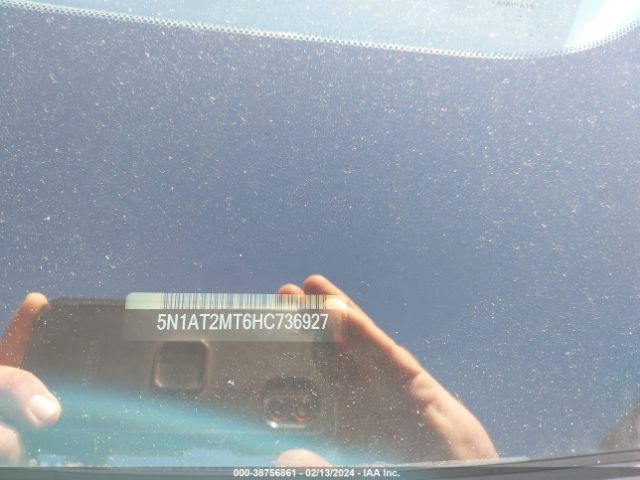 5N1AT2MT6HC736927
000-38756861 - 02/13/2024 - IAA Inc.